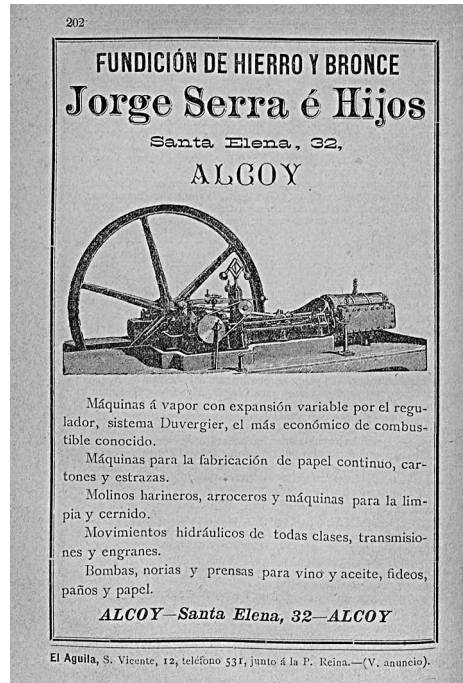 202
FUNDICIÓN DE HIERRO Y BRONCE
Jorge Serra é Hijos
Santa Elena, 32,
ALCOY
Máquinas á vapor con expansión variable por el regu-
lador, sistema Duvergier, el más económico de combus-
tible conocido.
Máquinas para la fabricación de papel continuo, car-
tones y estrazas.
Molinos harineros, arroceros y máquinas para la lim-
pia y cernido.
Movimientos hidráulicos de todas clases, transmisio-
nes y engranes.
Bombas, norias y prensas para vino y aceite, fideos,
paños y papel.
ALCOY—Santa Elena, 32—ALCOY
El Aguila, S. Vicente, 12, teléfono 531, junto á la P. Reina.—(V. anuncio).